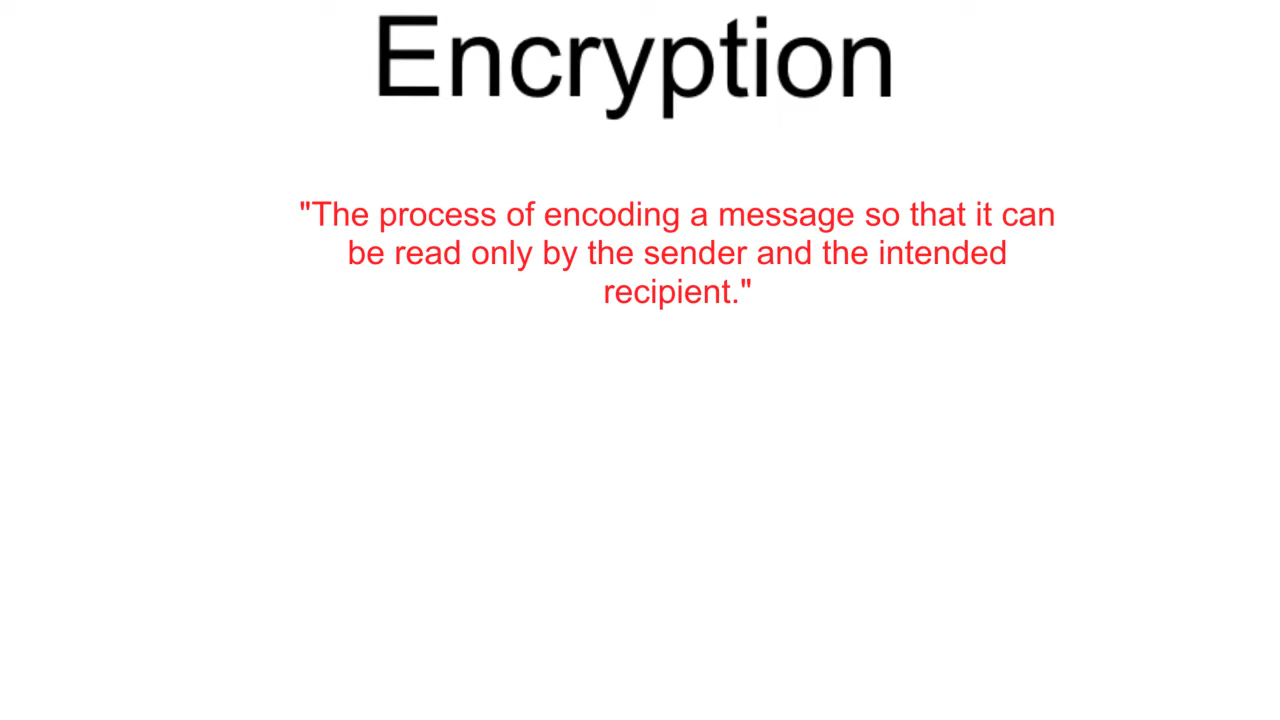 Encryption
"The process of encoding a message so that it can
be read only by the sender and the intended
recipient."